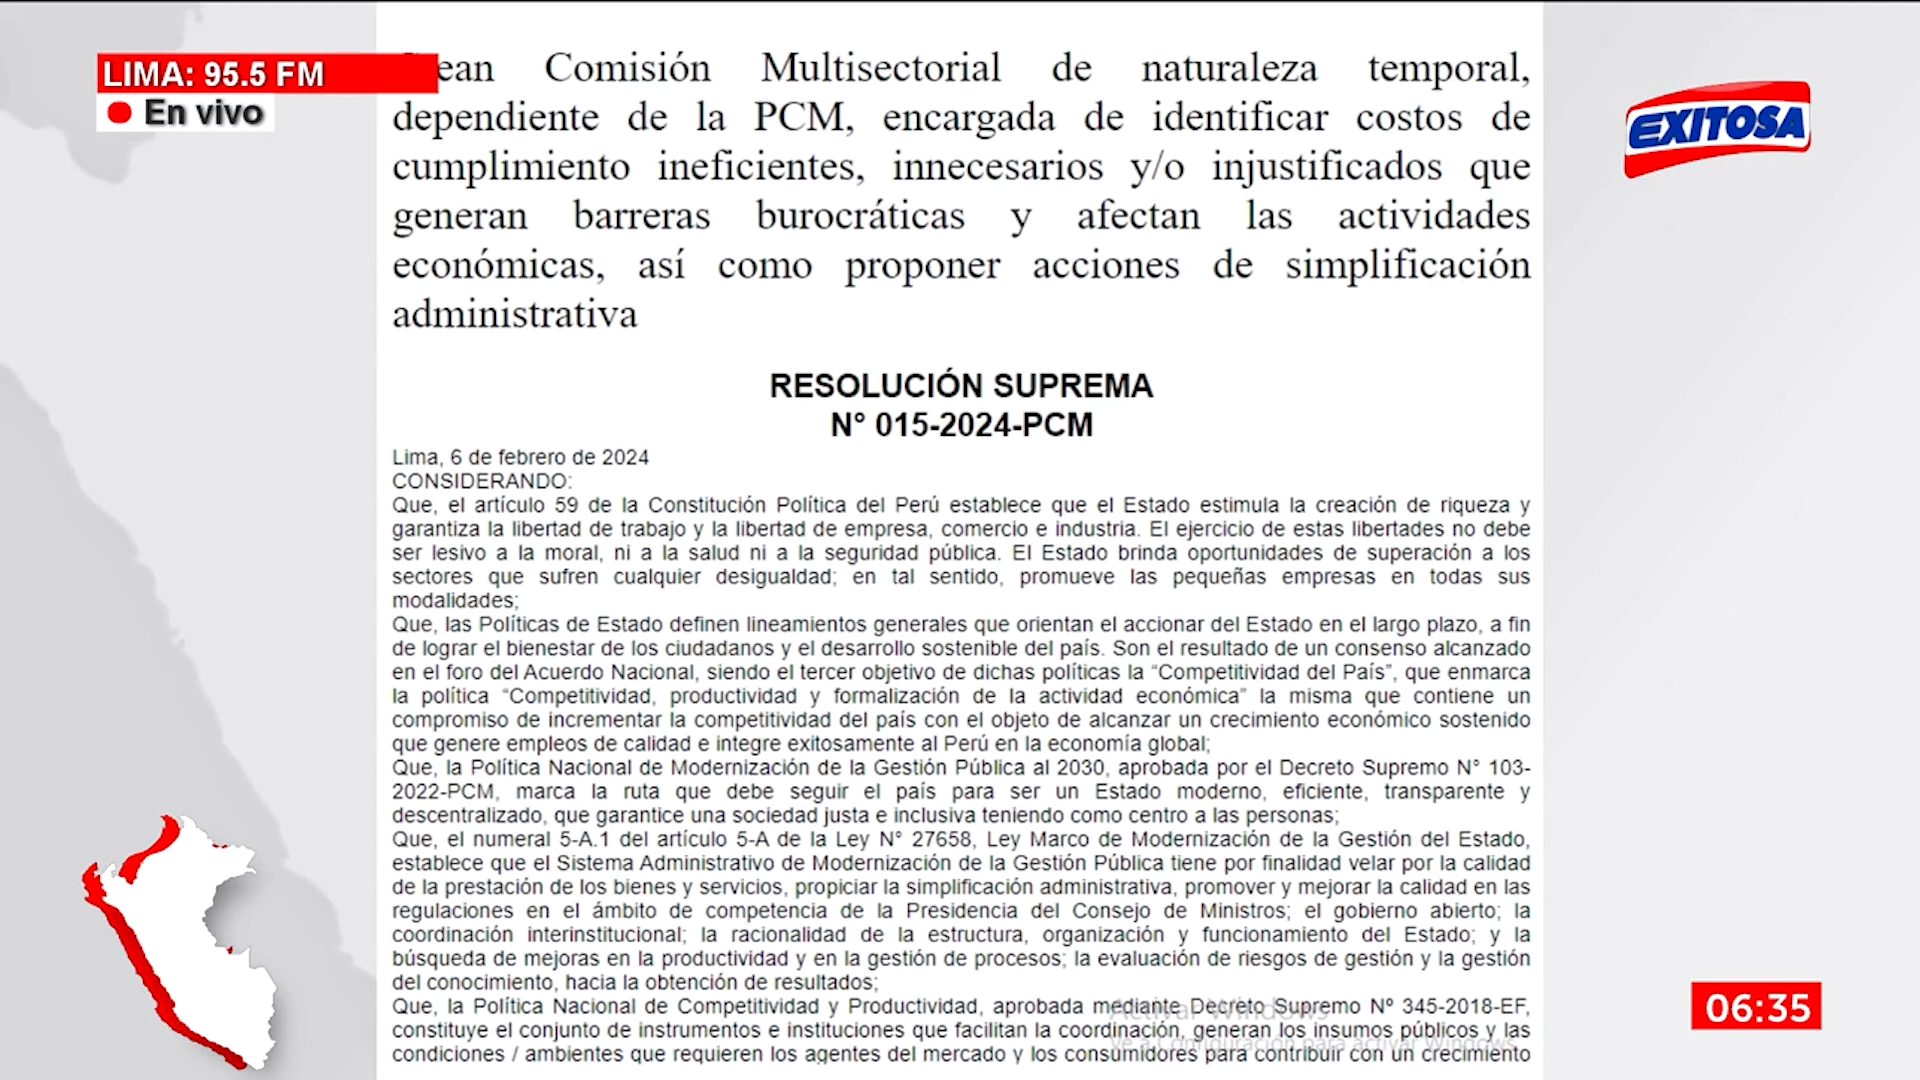 LIMA: 95.5 FM
En vivo
EXITOSA
ean Comisión Multisectorial de naturaleza temporal,
dependiente de la PCM, encargada de identificar costos de
cumplimiento ineficientes, innecesarios y/o injustificados que
generan barreras burocráticas y afectan las actividades
económicas, así como proponer acciones de simplificación
administrativa
RESOLUCIÓN SUPREMA
N° 015-2024-PCM
Lima, 6 de febrero de 2024
CONSIDERANDO:
Que, el artículo 59 de la Constitución Política del Perú establece que el Estado estimula la creación de riqueza y
garantiza la libertad de trabajo y la libertad de empresa, comercio e industria. El ejercicio de estas libertades no debe
ser lesivo a la moral, ni a la salud ni a la seguridad pública. El Estado brinda oportunidades de superación a los
sectores que sufren cualquier desigualdad; en tal sentido, promueve las pequeñas empresas en todas sus
modalidades;
Que, las Políticas de Estado definen lineamientos generales que orientan el accionar del Estado en el largo plazo, a fin
de lograr el bienestar de los ciudadanos y el desarrollo sostenible del país. Son el resultado de un consenso alcanzado
en el foro del Acuerdo Nacional, siendo el tercer objetivo de dichas políticas la “Competitividad del País”, que enmarca
la política “Competitividad, productividad y formalización de la actividad económica” la misma que contiene un
compromiso de incrementar la competitividad del país con el objeto de alcanzar un crecimiento económico sostenido
que genere empleos de calidad e integre exitosamente al Perú en la economía global;
Que, la Política Nacional de Modernización de la Gestión Pública al 2030, aprobada por el Decreto Supremo N° 103-
2022-PCM, marca la ruta que debe seguir el país para ser un Estado moderno, eficiente, transparente y
descentralizado, que garantice una sociedad justa e inclusiva teniendo como centro a las personas;
Que, el numeral 5-A.1 del artículo 5-A de la Ley N° 27658, Ley Marco de Modernización de la Gestión del Estado,
establece que el Sistema Administrativo de Modernización de la Gestión Pública tiene por finalidad velar por la calidad
de la prestación de los bienes y servicios, propiciar la simplificación administrativa, promover y mejorar la calidad en las
regulaciones en el ámbito de competencia de la Presidencia del Consejo de Ministros; el gobierno abierto; la
coordinación interinstitucional; la racionalidad de la estructura, organización y funcionamiento del Estado; y la
búsqueda de mejoras en la productividad y en la gestión de procesos; la evaluación de riesgos de gestión y la gestión
del conocimiento, hacia la obtención de resultados;
Que, la Política Nacional de Competitividad y Productividad, aprobada mediante Decreto Supremo Nº 345-2018-EF,
constituye el conjunto de instrumentos e instituciones que facilitan la coordinación, generan los insumos públicos y las
condiciones / ambientes que requieren los agentes del mercado y los consumidores para contribuir con un crecimiento
Activar Windows
Ve a Configuración para activar Windows.
06:35